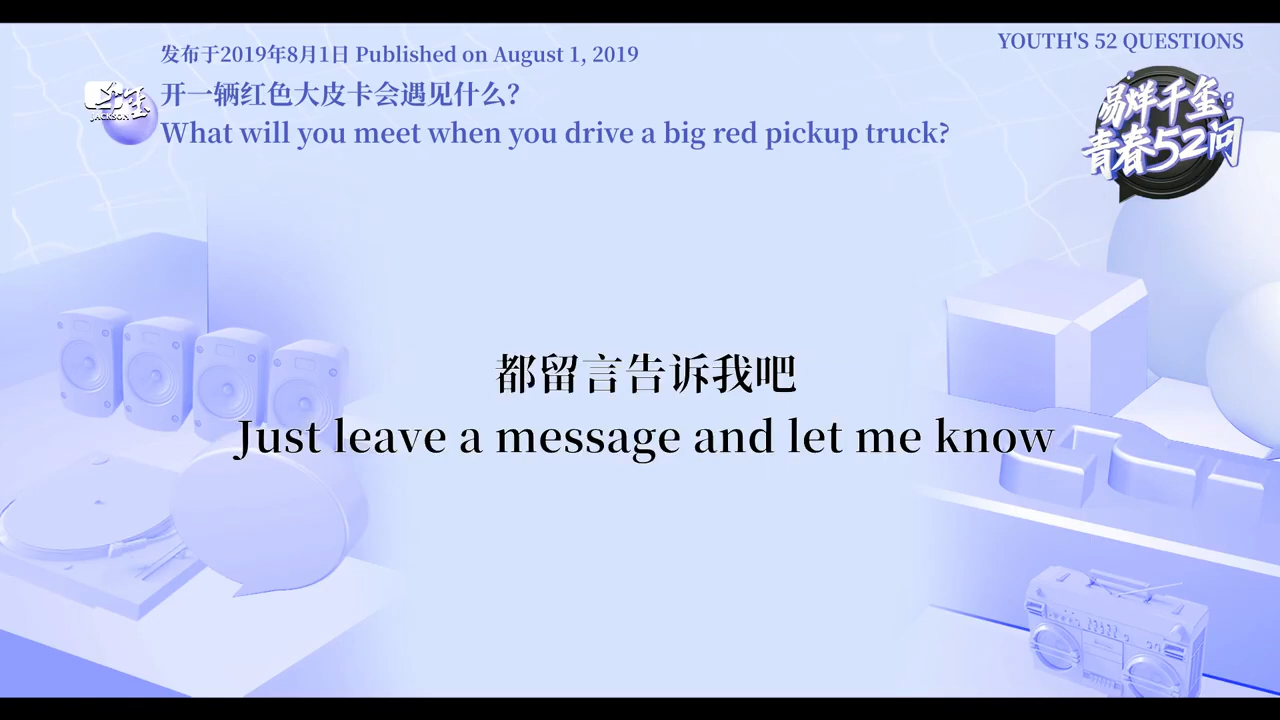 发布于2019年8月1日 Published on August 1, 2019
YOUTH'S 52 QUESTIONS
开一辆红色大皮卡会遇见什么？
What will you meet when you drive a big red pickup truck?
千玺
JACKSON
易烊千玺:
青春52问
都留言告诉我吧
Just leave a message and let me know